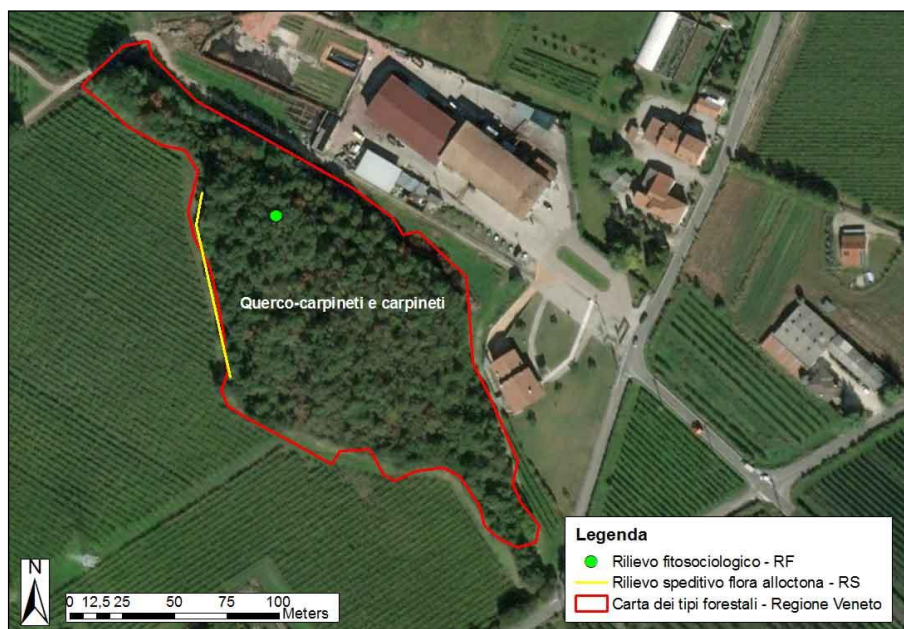 Querco-carpineti e carpineti
Legenda
Rilievo fitosociologico - RF
Rilievo speditivo flora alloctona - RS
Carta dei tipi forestali - Regione Veneto
N
0 12,5 25 50 75 100
Meters